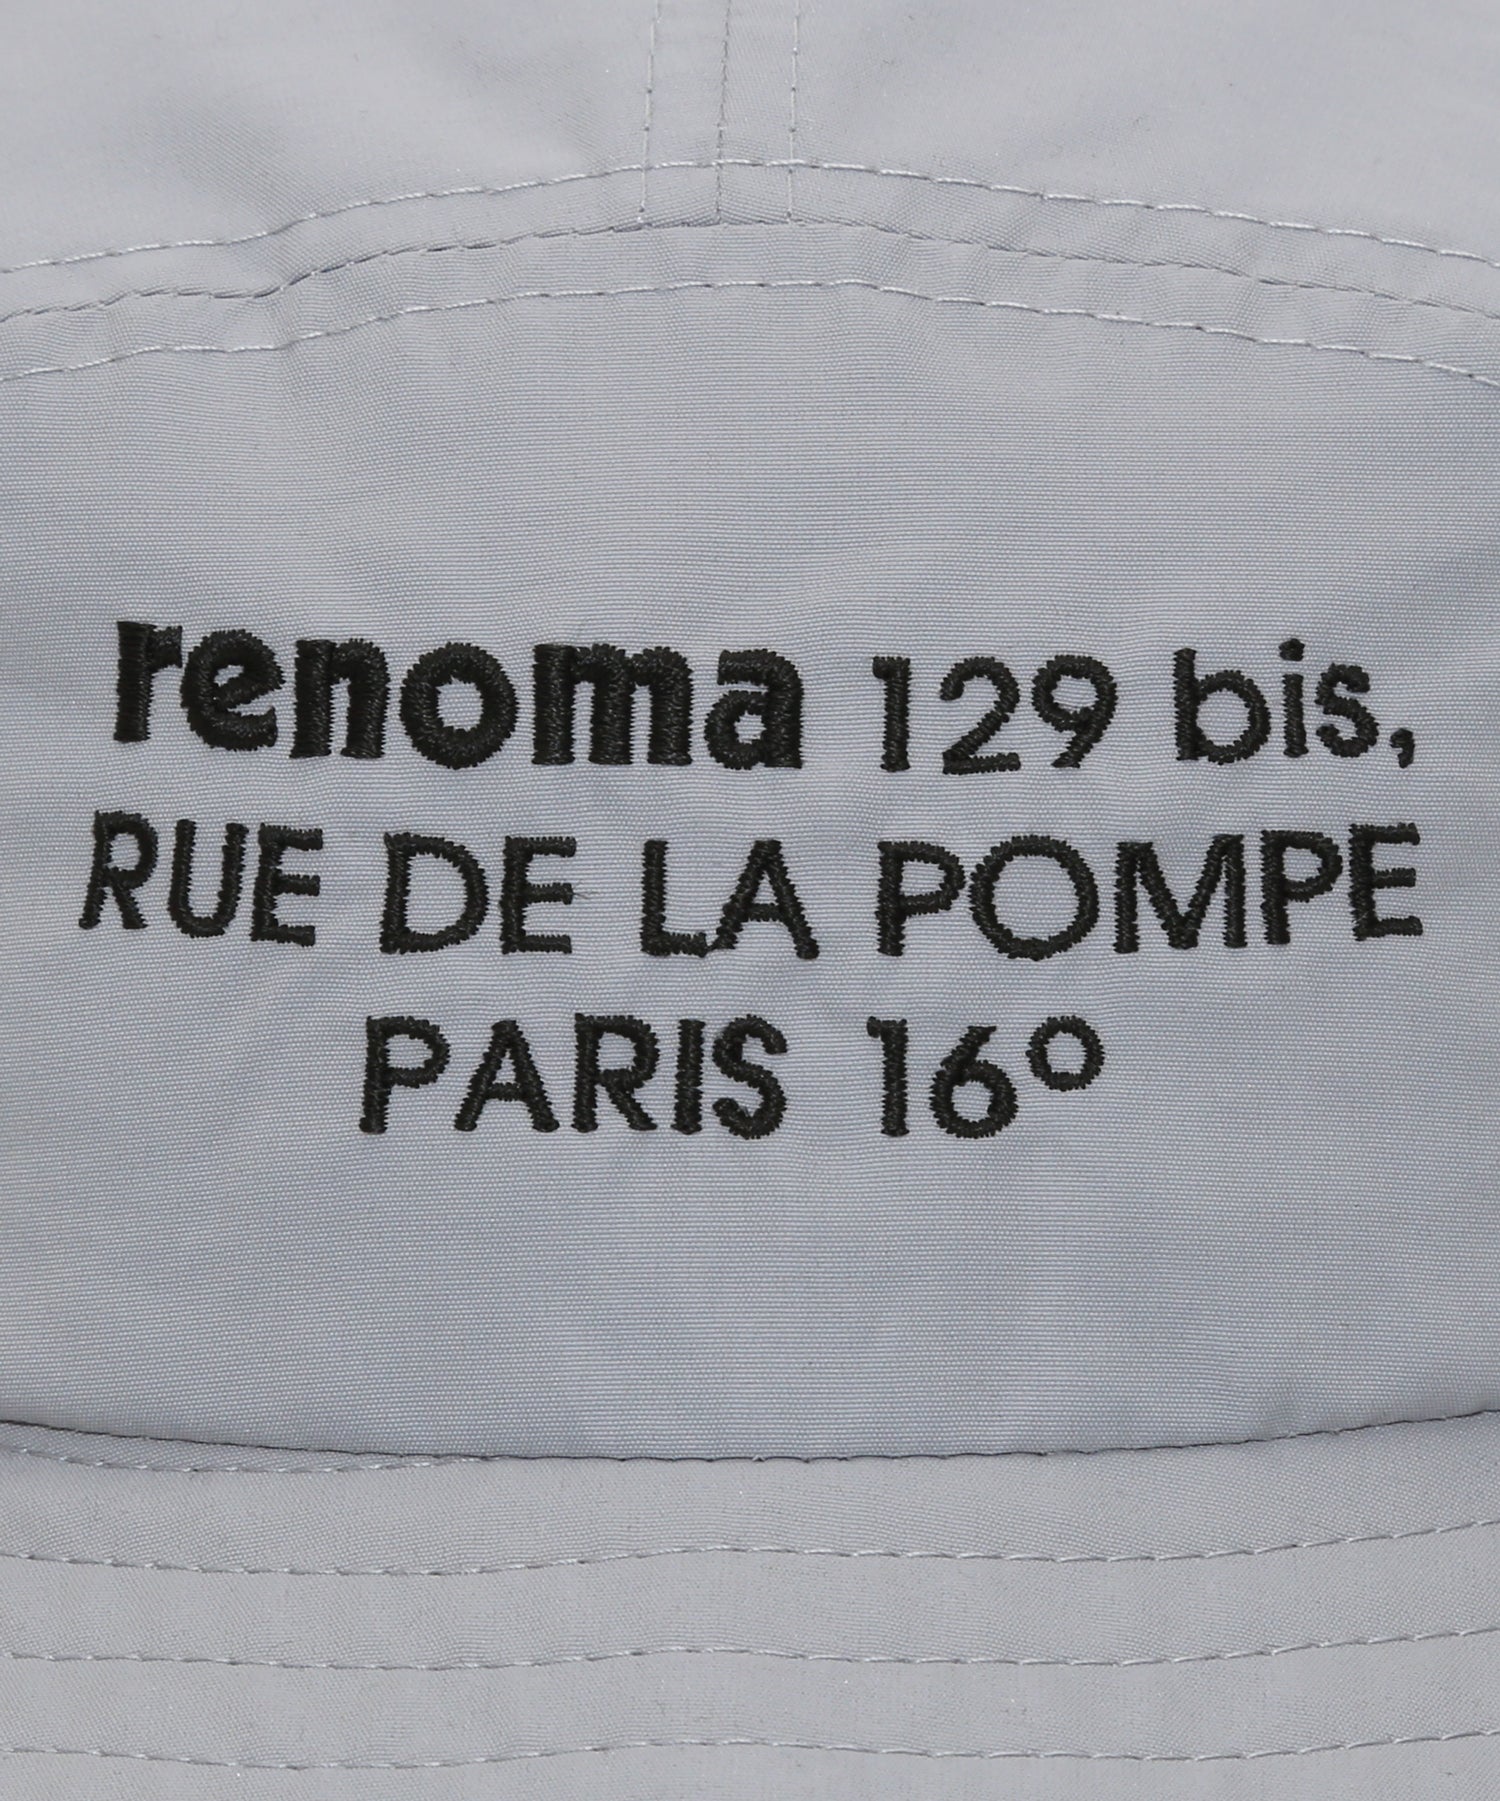 renoma 129 bis,
RUE DE LA POMPE
PARIS 16°